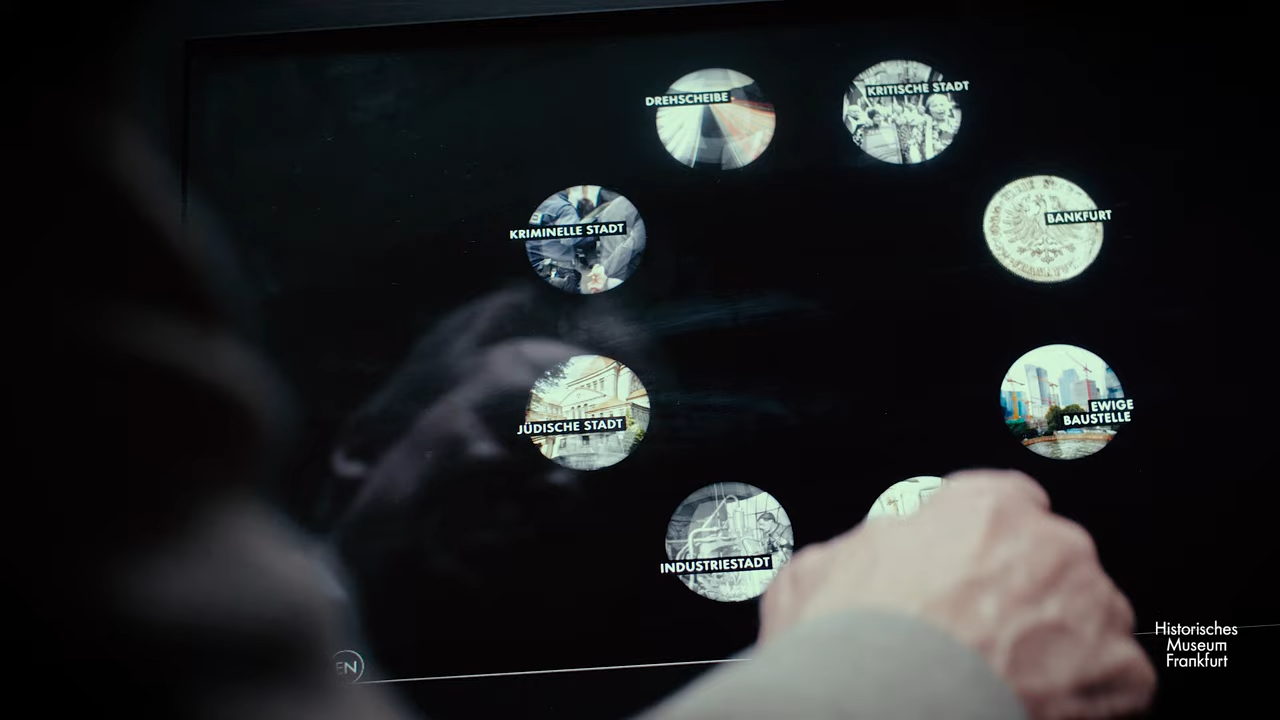 DREHSCHEIBE
KRITISCHE STADT
KRIMINELLE STADT
BANKFURT
JÜDISCHE STADT
EWIGE
BAUSTELLE
INDUSTRIESTADT
EN
Historisches
Museum
Frankfurt